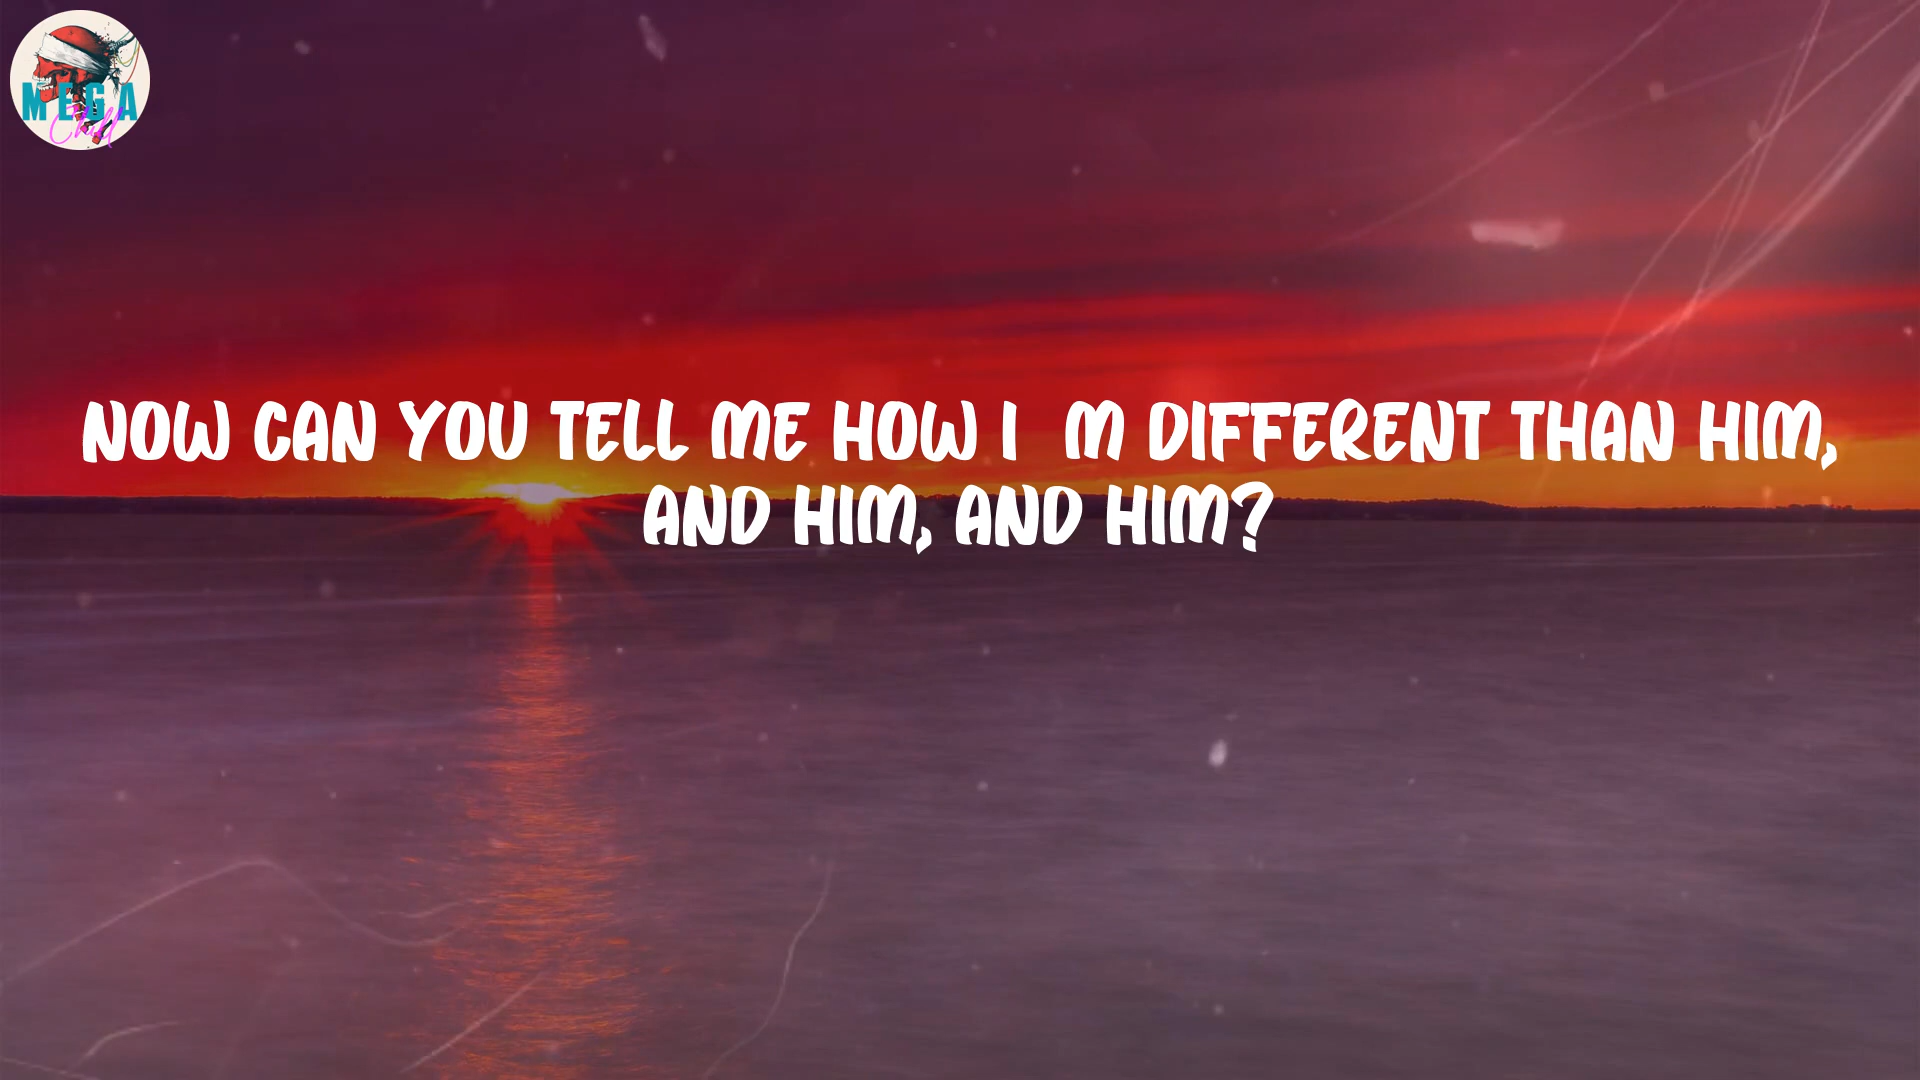 MEGA
Chill
NOW CAN YOU TELL ME HOW I  M DIFFERENT THAN HIM,
AND HIM, AND HIM?